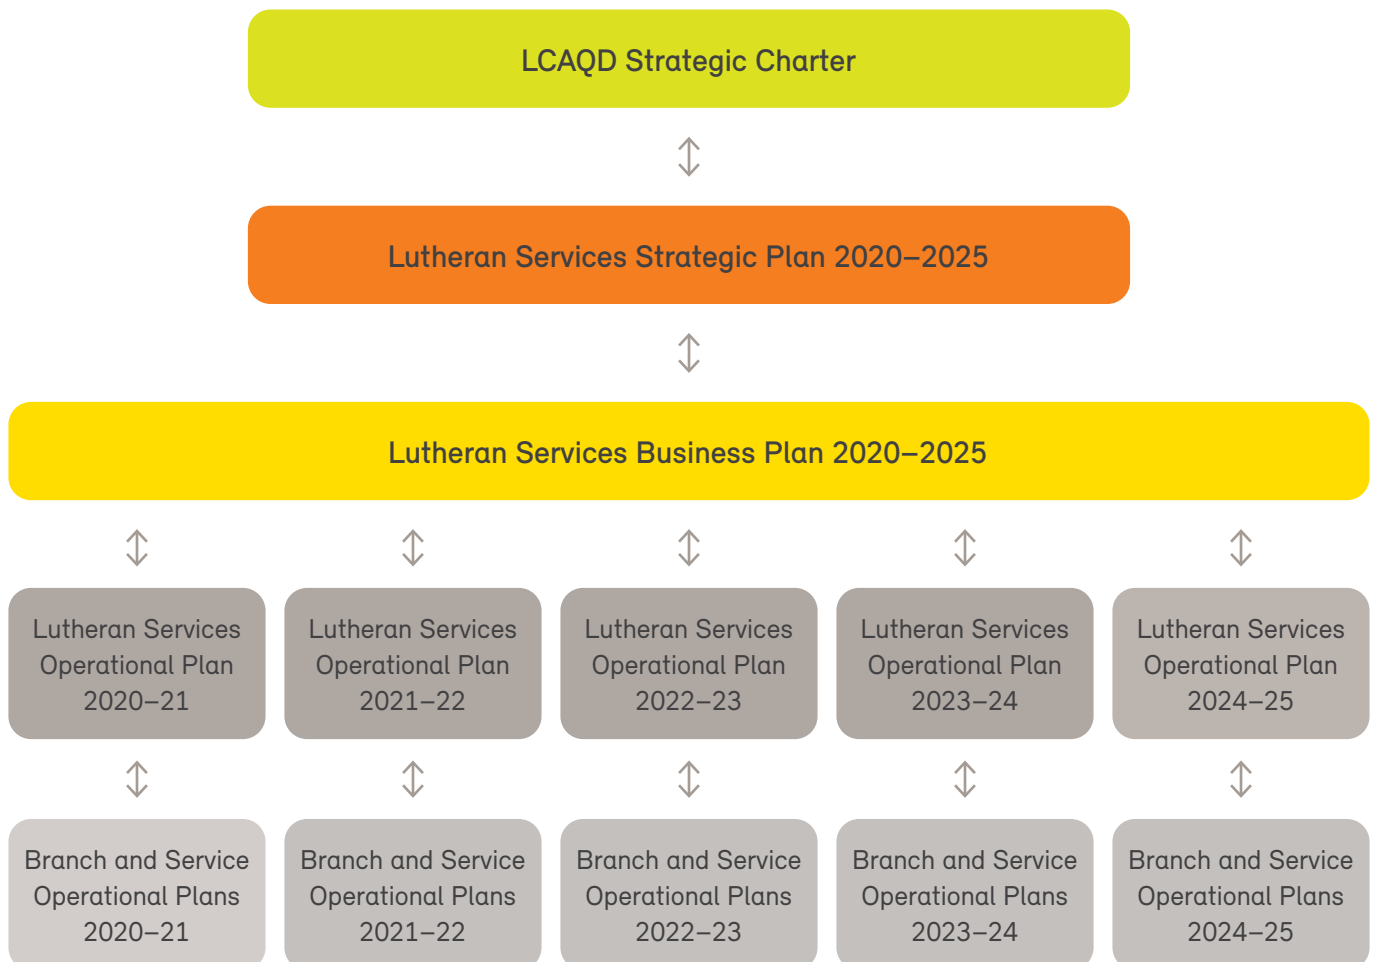 LCAQD Strategic Charter
Lutheran Services Strategic Plan 2020–2025
Lutheran Services Business Plan 2020–2025
Lutheran Services
Operational Plan
2020–21
Lutheran Services
Operational Plan
2021–22
Lutheran Services
Operational Plan
2022–23
Lutheran Services
Operational Plan
2023–24
Lutheran Services
Operational Plan
2024–25
Branch and Service
Operational Plans
2020–21
Branch and Service
Operational Plans
2021–22
Branch and Service
Operational Plans
2022–23
Branch and Service
Operational Plans
2023–24
Branch and Service
Operational Plans
2024–25